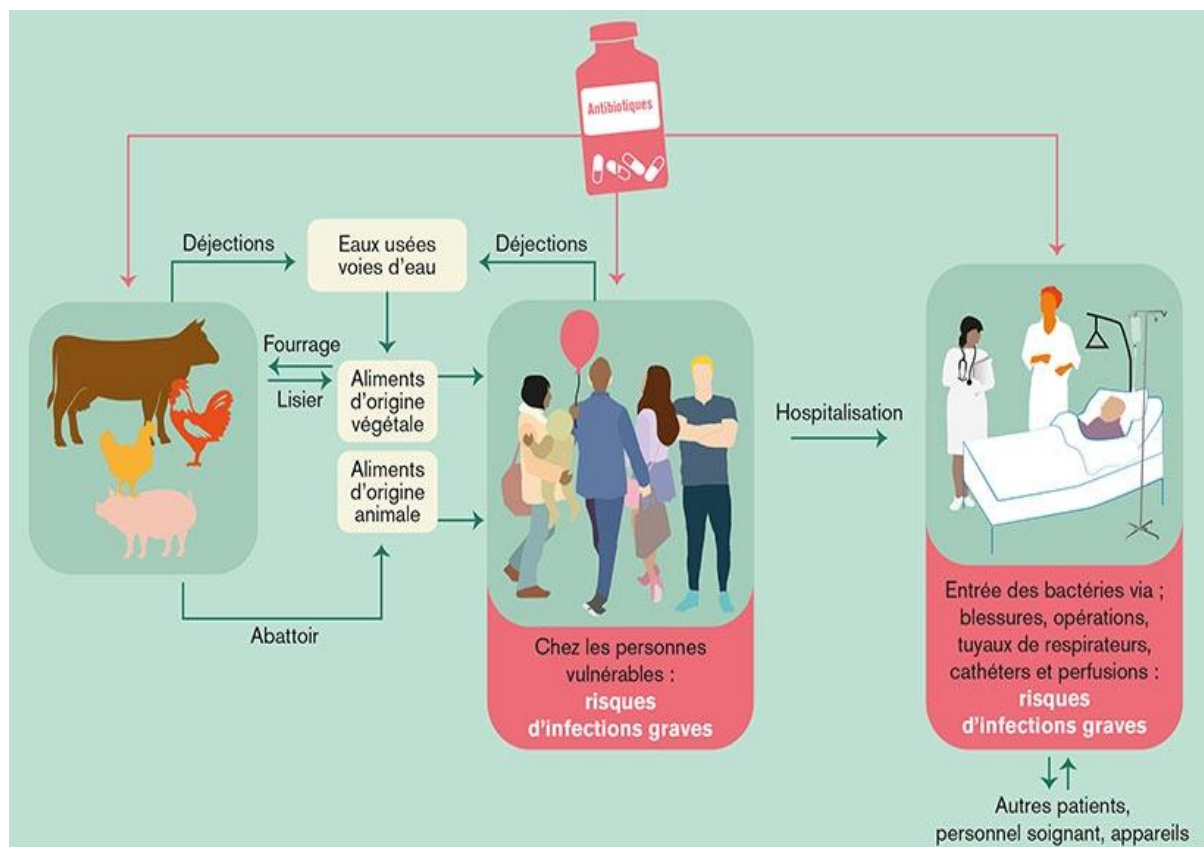 Antibiotiques
Déjections
Eaux usées
voies d'eau
Déjections
Fourrage
Lisier
Aliments
d'origine
végétale
Aliments
d'origine
animale
Abattoir
Hospitalisation
Chez les personnes
vulnérables :
risques
d'infections graves
Entrée des bactéries via ;
blessures, opérations,
tuyaux de respirateurs,
cathéters et perfusions :
risques
d'infections graves
Autres patients,
personnel soignant, appareils